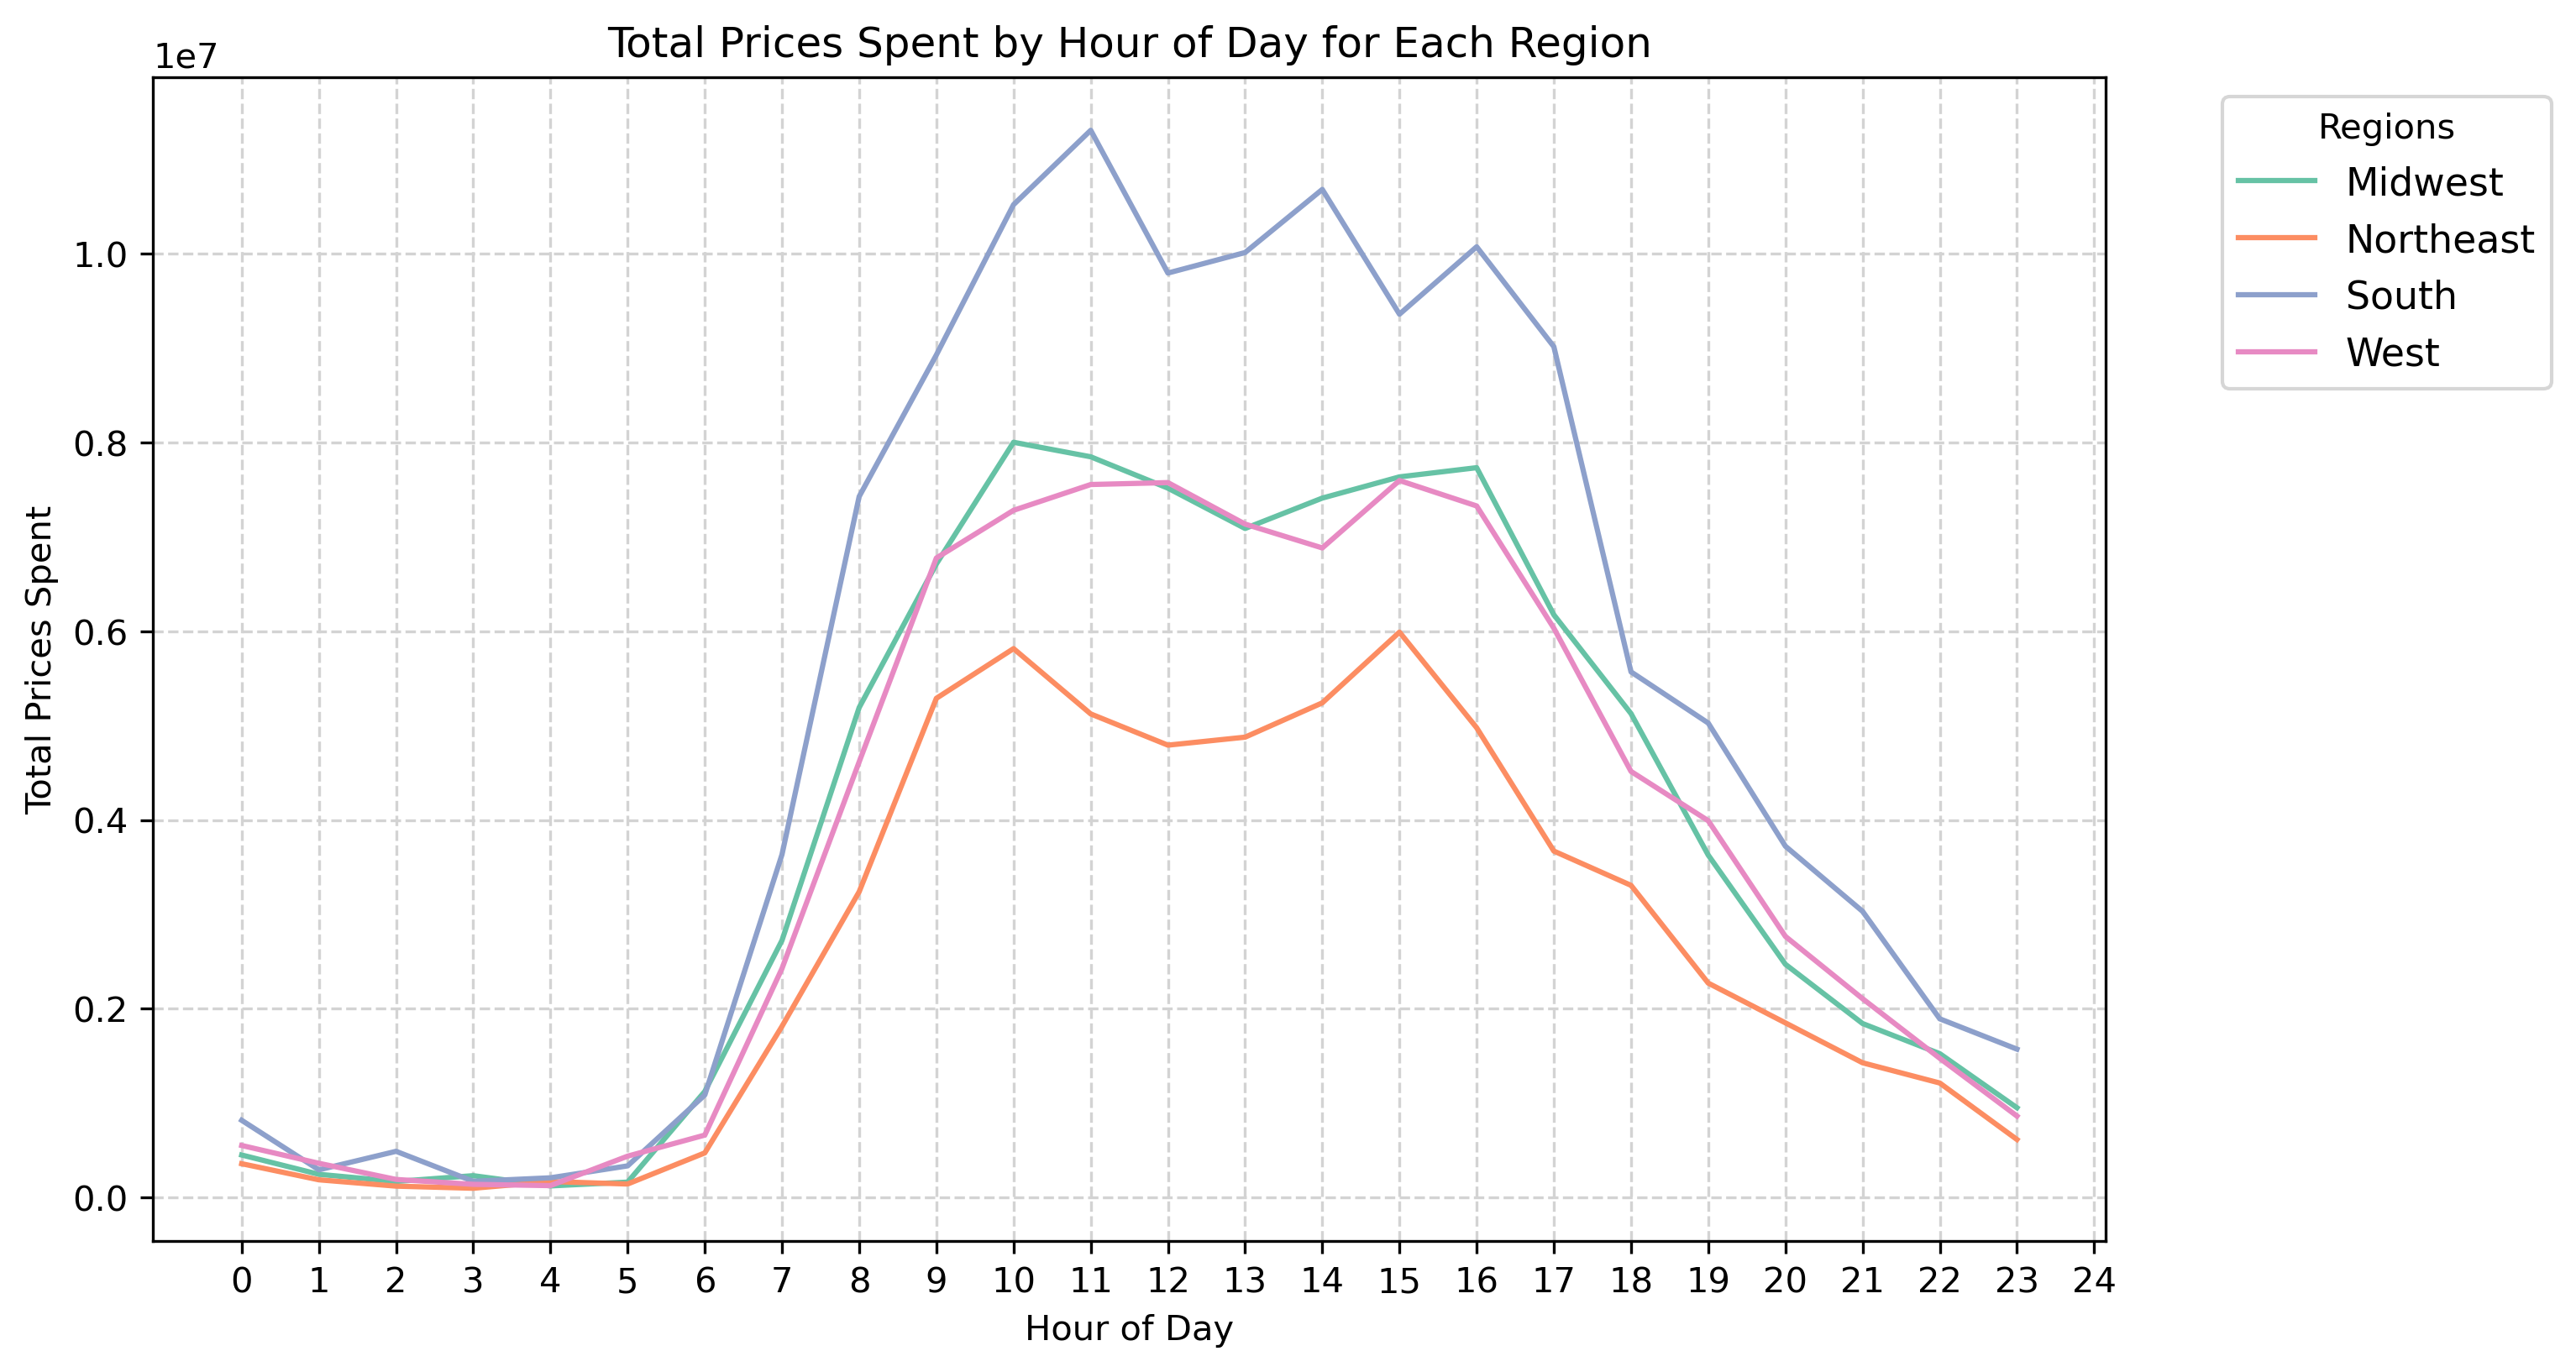 Total Prices Spent by Hour of Day for Each Region
1e7
Regions
Midwest
Northeast
South
West
1.0
0.8
0.6
0.4
0.2
0.0
Total Prices Spent
0 1 2 3 4 5 6 7 8 9 10 11 12 13 14 15 16 17 18 19 20 21 22 23 24
Hour of Day